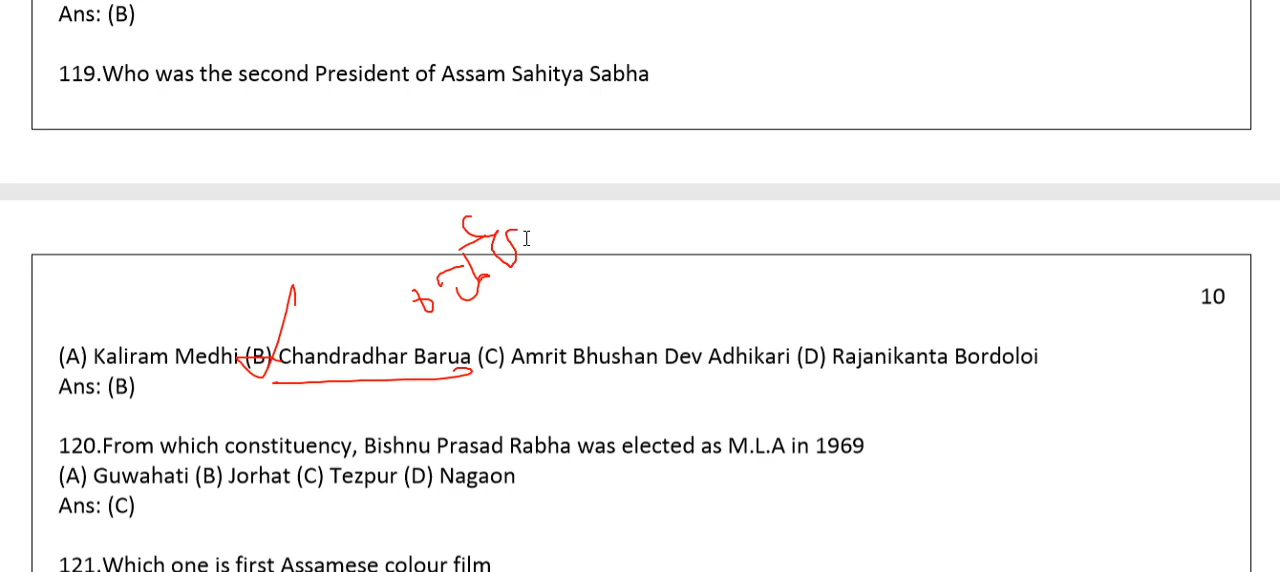 Ans: (B)
119.Who was the second President of Assam Sahitya Sabha
10
(A) Kaliram Medhi (B) Chandradhar Barua (C) Amrit Bhushan Dev Adhikari (D) Rajanikanta Bordoloi
Ans: (B)
120.From which constituency, Bishnu Prasad Rabha was elected as M.L.A in 1969
(A) Guwahati (B) Jorhat (C) Tezpur (D) Nagaon
Ans: (C)
121.Which one is first Assamese colour film